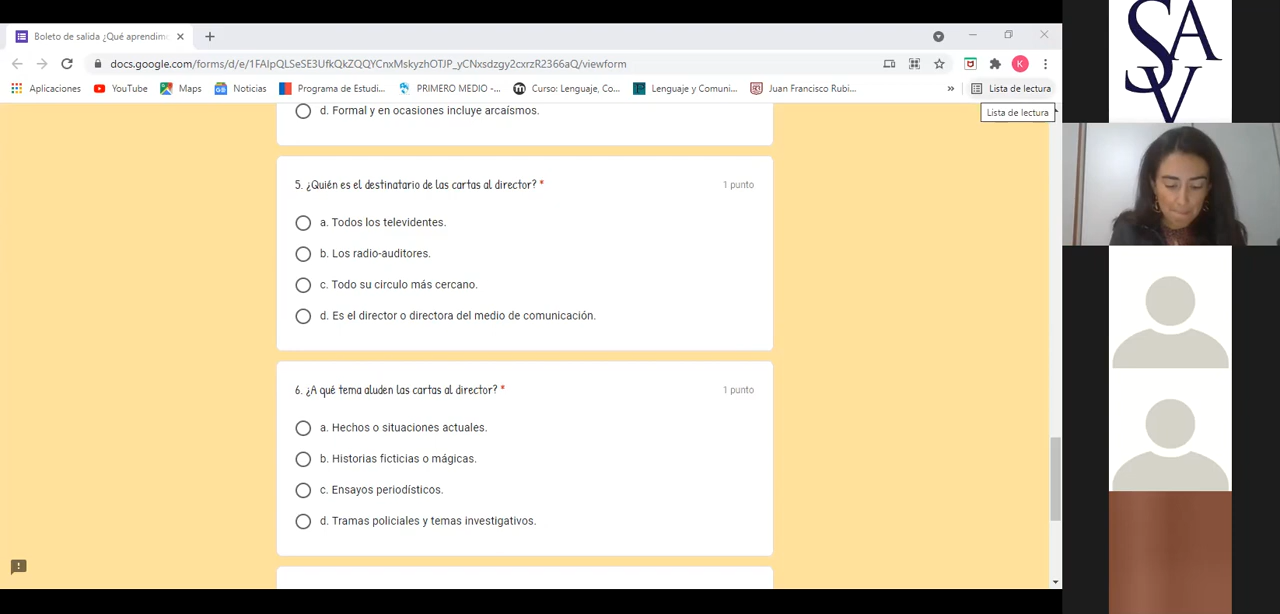 Boleto de salida ¿Qué aprendimo
docs.google.com/forms/d/e/1FAIpQLSeSE3UfkQkZQQYCnxMskyzhOTJP_yCNxsdzgy2cxrzR2366aQ/viewform
K
Aplicaciones YouTube Maps Noticias Programa de Estudi... PRIMERO MEDIO -... Curso: Lenguaje, Co... Lenguaje y Comuni... Juan Francisco Rubi... » Lista de lectura
Lista de lectura
d. Formal y en ocasiones incluye arcaísmos.
5. ¿Quién es el destinatario de las cartas al director? * 1 punto
a. Todos los televidentes.
b. Los radio-auditores.
c. Todo su circulo más cercano.
d. Es el director o directora del medio de comunicación.
6. ¿A qué tema aluden las cartas al director? * 1 punto
a. Hechos o situaciones actuales.
b. Historias ficticias o mágicas.
c. Ensayos periodísticos.
d. Tramas policiales y temas investigativos.
SAV